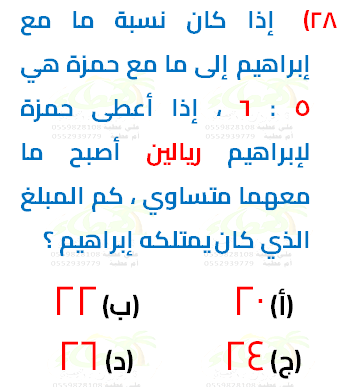 ٢٨) إذا كان نسبة ما مع
إبراهيم إلى ما مع حمزة هي
٥ : ٦ ، إذا أعطى حمزة
لإبراهيم ريالين أصبح ما
معهما متساوي ، كم المبلغ
الذي كان يمتلكه إبراهيم ؟
(أ) ٢٠ (ب) ٢٢
(ج) ٢٤ (د) ٢٦